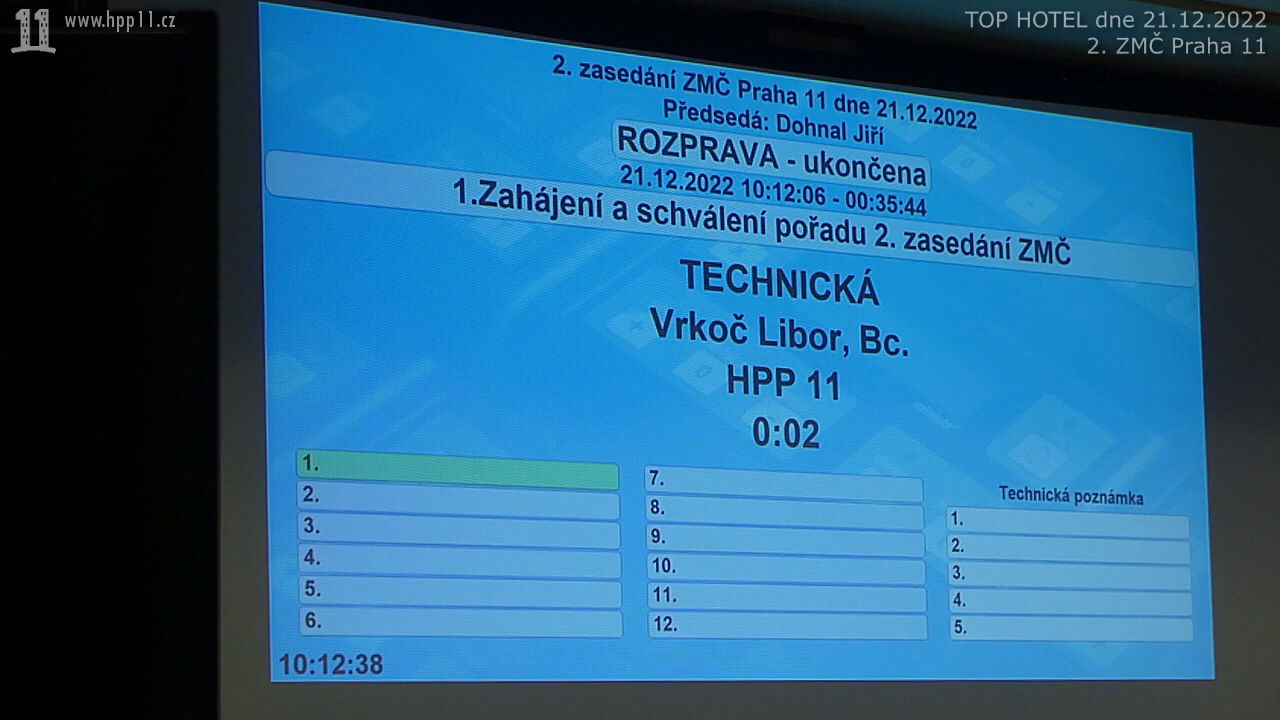 11 www.hpp11.cz
TOP HOTEL dne 21.12.2022
2. ZMČ Praha 11
2. zasedání ZMČ Praha 11 dne 21.12.2022
Předsedá: Dohnal Jiří
ROZPRAVA - ukončena
21.12.2022 10:12:06 - 00:35:44
1.Zahájení a schválení pořadu 2. zasedání ZMČ
TECHNICKÁ
Vrkoč Libor, Bc.
HPP 11
0:02
1.
2.
3.
4.
5.
6.
7.
8.
9.
10.
11.
12.
Technická poznámka
1.
2.
3.
4.
5.
10:12:38